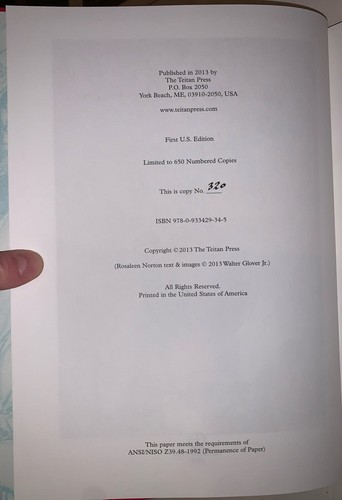 Published in 2013 by
The Teitan Press
P.O. Box 2050
York Beach, ME, 03910-2050, USA
www.teitanpress.com
First U.S. Edition
Limited to 650 Numbered Copies
This is copy No. 320
ISBN 978-0-933429-34-5
Copyright © 2013 The Teitan Press
(Rosaleen Norton text & images © 2013 Walter Glover Jr.)
All Rights Reserved.
Printed in the United States of America
This paper meets the requirements of
ANSI/NISO Z39.48-1992 (Permanence of Paper)